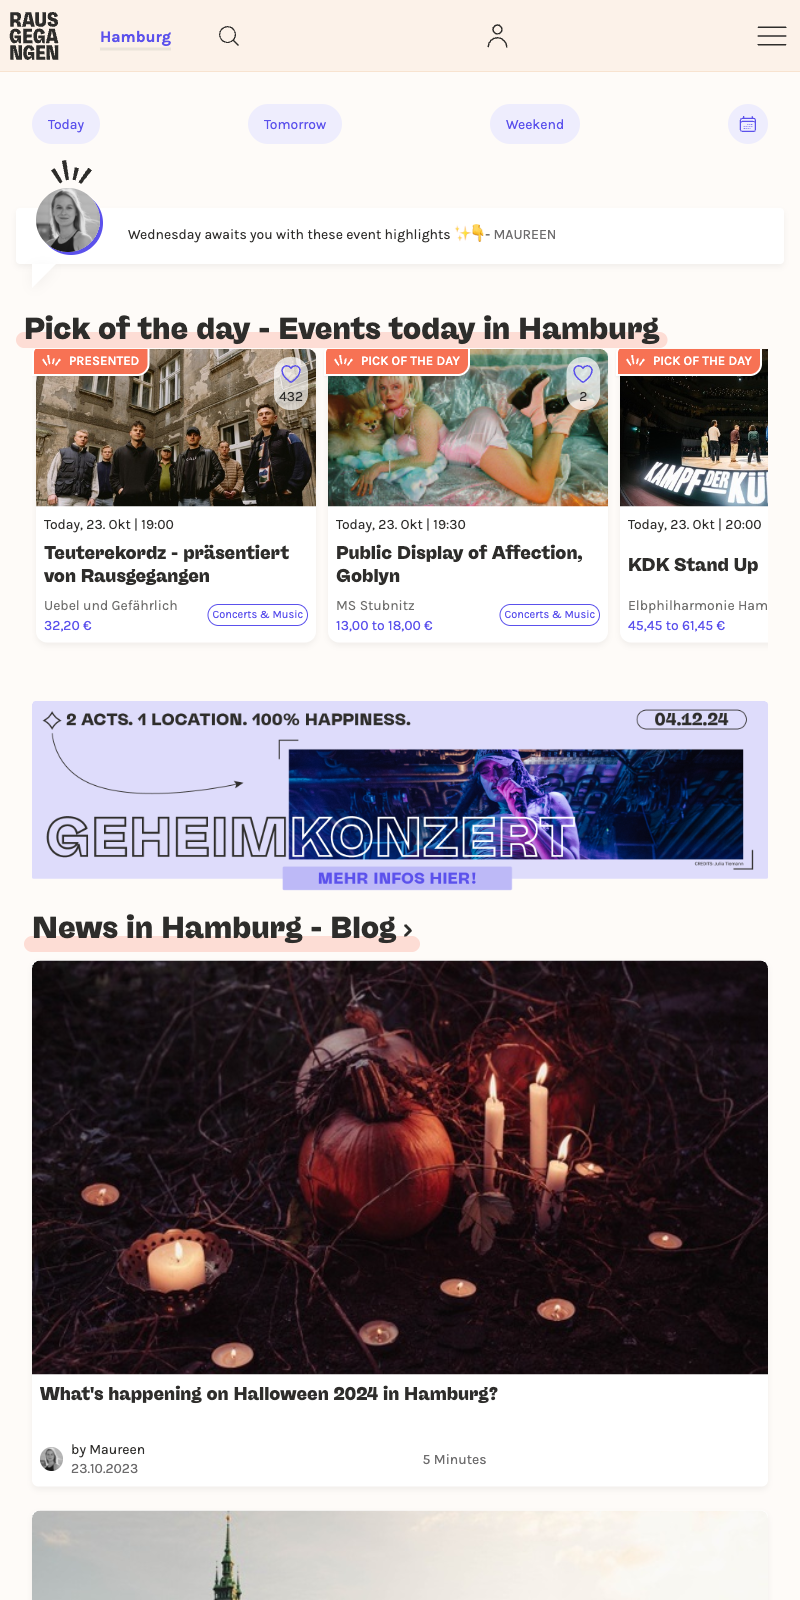 RAUS
GEGA
NGEN
Hamburg
Today
Tomorrow
Weekend
Wednesday awaits you with these event highlights ✨👇- MAUREEN
Pick of the day - Events today in Hamburg
PRESENTED
432
Today, 23. Okt | 19:00
Teuterekordz - präsentiert
von Rausgegangen
Uebel und Gefährlich
32,20 €
Concerts & Music
PICK OF THE DAY
2
Today, 23. Okt | 19:30
Public Display of Affection,
Goblyn
MS Stubnitz
13,00 to 18,00 €
Concerts & Music
PICK OF THE DAY
KAMPF DER KÜ
Today, 23. Okt | 20:00
KDK Stand Up
Elbphilharmonie Ham
45,45 to 61,45 €
2 ACTS. 1 LOCATION. 100% HAPPINESS.
04.12.24
GEHEIMKONZERT
CREDITS: Julia Tiemann
MEHR INFOS HIER!
News in Hamburg - Blog ›
What's happening on Halloween 2024 in Hamburg?
by Maureen
23.10.2023
5 Minutes